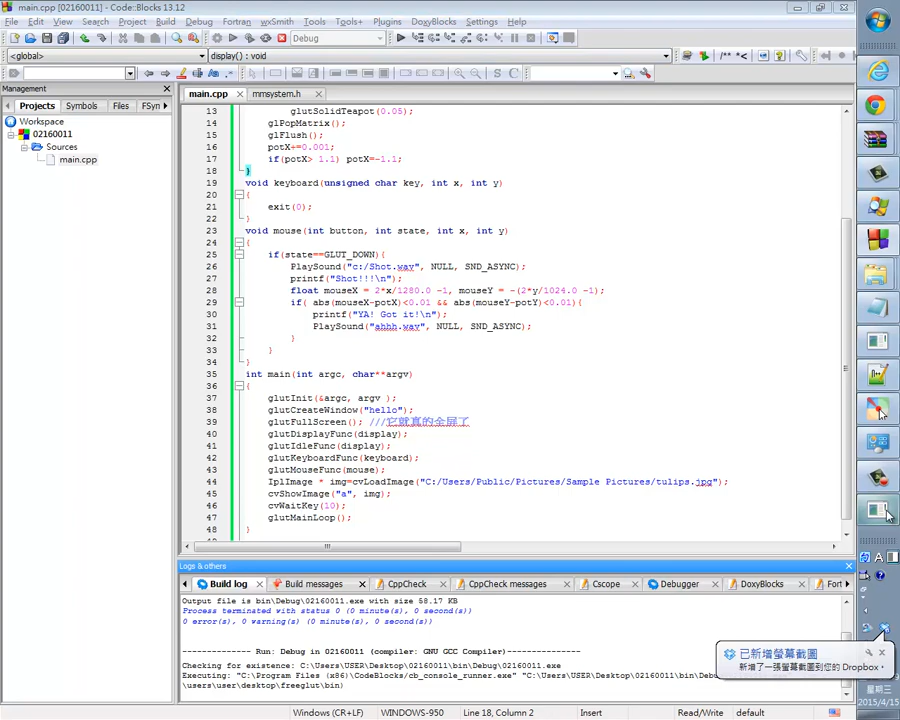 main.cpp [02160011] - Code::Blocks 13.12
File Edit View Search Project Build Debug Fortran wxSmith Tools Tools+ Plugins DoxyBlocks Settings Help
Debug
<global>
display() : void
/** *<
S C
Management
Projects Symbols Files FSyn
Workspace
02160011
Sources
main.cpp
main.cpp
mmsystem.h
13 glutSolidTeapot(0.05);
14 glPopMatrix();
15 glFlush();
16 potX+=0.001;
17 if(potX> 1.1) potX=-1.1;
18 }
19 void keyboard(unsigned char key, int x, int y)
20 {
21 exit(0);
22 }
23 void mouse(int button, int state, int x, int y)
24 {
25 if(state==GLUT_DOWN){
26 PlaySound("c:/Shot.wav", NULL, SND_ASYNC);
27 printf("Shot!!!\n");
28 float mouseX = 2*x/1280.0 -1, mouseY = -(2*y/1024.0 -1);
29 if( abs(mouseX-potX)<0.01 && abs(mouseY-potY)<0.01){
30 printf("YA! Got it!\n");
31 PlaySound("ahhh.wav", NULL, SND_ASYNC);
32 }
33 }
34 }
35 int main(int argc, char**argv)
36 {
37 glutInit(&argc, argv );
38 glutCreateWindow("hello");
39 glutFullScreen(); ///它就真的全屏了
40 glutDisplayFunc(display);
41 glutIdleFunc(display);
42 glutKeyboardFunc(keyboard);
43 glutMouseFunc(mouse);
44 IplImage * img=cvLoadImage("C:/Users/Public/Pictures/Sample Pictures/tulips.jpg");
45 cvShowImage("a", img);
46 cvWaitKey(10);
47 glutMainLoop();
48 }
Logs & others
Build log Build messages CppCheck CppCheck messages Cscope Debugger DoxyBlocks Fort
Output file is bin\Debug\02160011.exe with size 58.17 KB
Process terminated with status 0 (0 minute(s), 0 second(s))
0 error(s), 0 warning(s) (0 minute(s), 0 second(s))
-------------- Run: Debug in 02160011 (compiler: GNU GCC Compiler)---------------
Checking for existence: C:\Users\USER\Desktop\02160011\bin\Debug\02160011.exe
Executing: "C:\Program Files (x86)\CodeBlocks/cb_console_runner.exe" "C:\Users\USER\Desktop\02160011
\users\user\desktop\freeglut\bin)
Windows (CR+LF) WINDOWS-950 Line 18, Column 2 Insert Read/Write default
A
已新增螢幕截圖
新增了一張螢幕截圖到您的 Dropbox。
星期三
2015/4/15